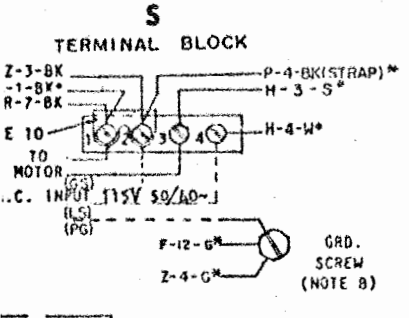 S
TERMINAL BLOCK
Z-3-BK
P-4-BK(STRAP)*
-1-BK*
H-3-S*
R-7-BK
E 10
1 2 3 4
H-4-W*
TO
MOTOR
.C. INPUT 115V 50/60~
(LS)
(PG)
F-12-G*
GRD.
SCREW
Z-4-G*
(NOTE 8)